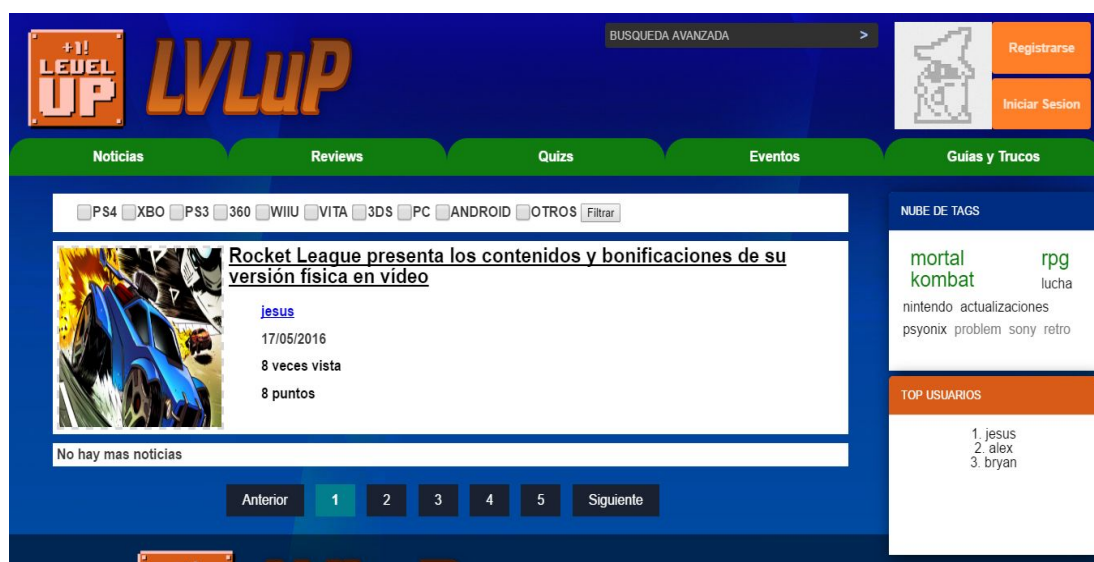 +1!
LEVEL
UP
LVLuP
BUSQUEDA AVANZADA >
Registrarse
Iniciar Sesion
Noticias Reviews Quizs Eventos Guias y Trucos
PS4 XBO PS3 360 WIIU VITA 3DS PC ANDROID OTROS Filtrar
Rocket League presenta los contenidos y bonificaciones de su
versión física en vídeo
jesus
17/05/2016
8 veces vista
8 puntos
No hay mas noticias
Anterior 1 2 3 4 5 Siguiente
NUBE DE TAGS
mortal kombat rpg
lucha
nintendo actualizaciones
psyonix problem sony retro
TOP USUARIOS
1. jesus
2. alex
3. bryan